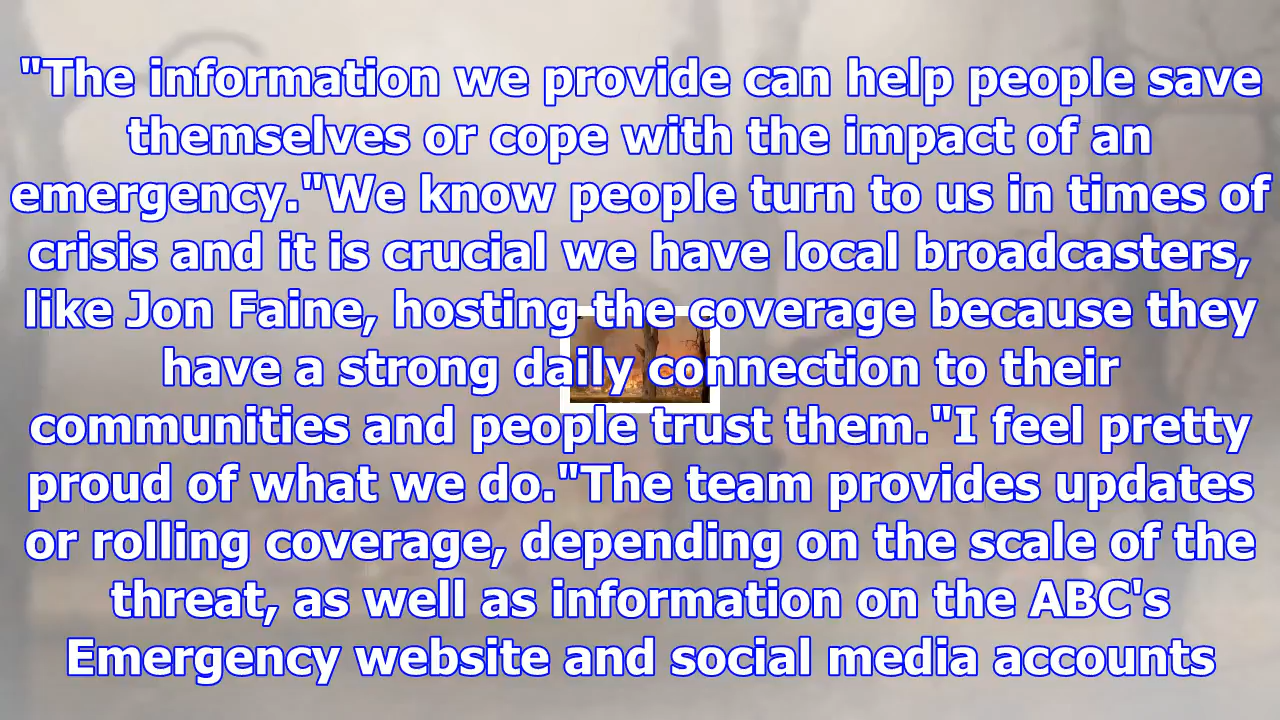 "The information we provide can help people save
themselves or cope with the impact of an
emergency."We know people turn to us in times of
crisis and it is crucial we have local broadcasters,
like Jon Faine, hosting the coverage because they
have a strong daily connection to their
communities and people trust them."I feel pretty
proud of what we do."The team provides updates
or rolling coverage, depending on the scale of the
threat, as well as information on the ABC's
Emergency website and social media accounts